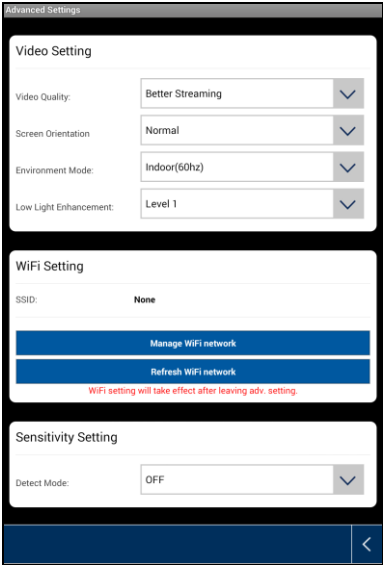 Advanced Settings
Video Setting
Video Quality: Better Streaming
Screen Orientation Normal
Environment Mode: Indoor(60hz)
Low Light Enhancement: Level 1
WiFi Setting
SSID: None
Manage WiFi network
Refresh WiFi network
WiFi setting will take effect after leaving adv. setting.
Sensitivity Setting
Detect Mode: OFF